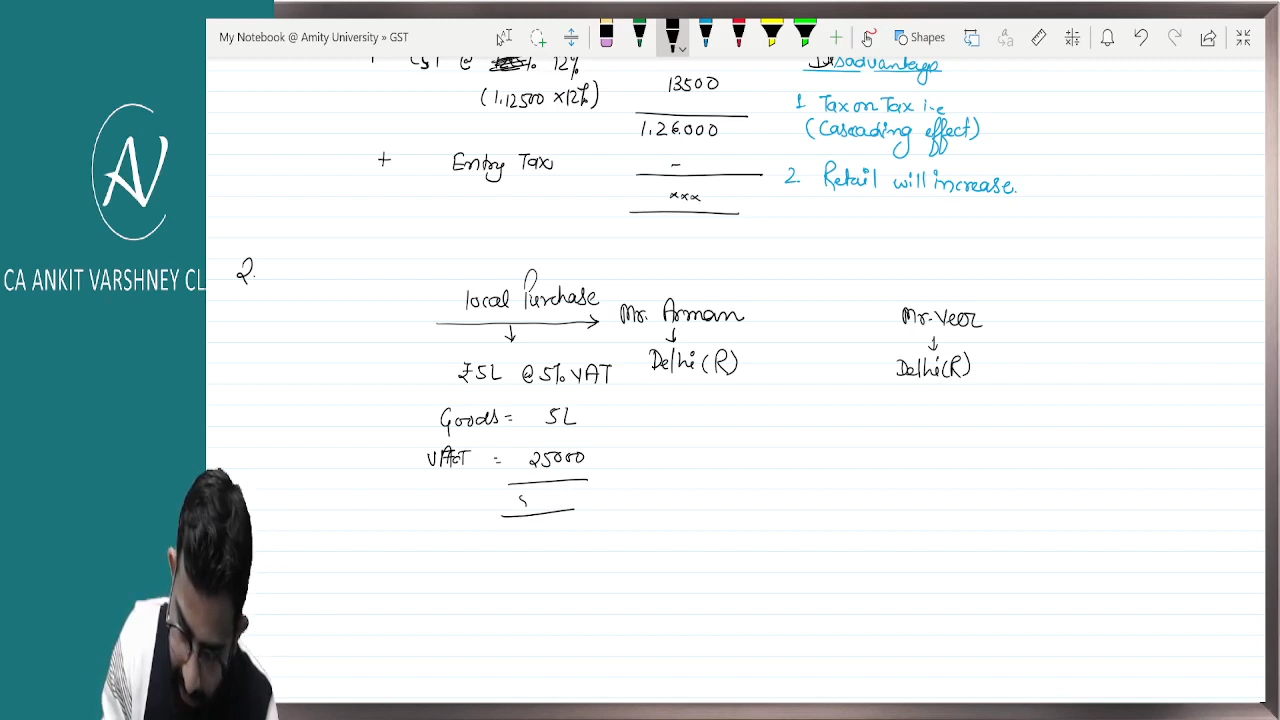 My Notebook @ Amity University » GST
Shapes
CST @ % 12%
(1,12500 × 12%)
13500
1,26,000
+ Entry Tax -
xxx
Disadvantage
1. Tax on Tax i.e
(Cascading effect)
2. Retail will increase.
AV
CA ANKIT VARSHNEY CL
2.
local Purchase
Mr. Arman
Delhi (R)
Mr. Veer
Delhi (R)
₹5L @5% VAT
Goods = 5L
VAT = 25000